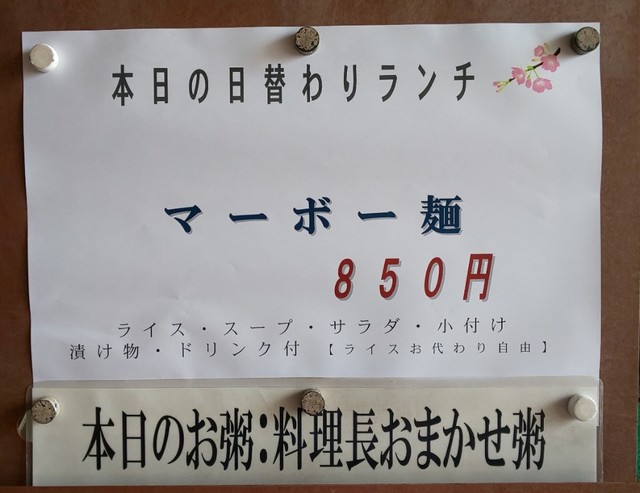 本日の日替わりランチ
マーボー麺
８５０円
ライス・スープ・サラダ・小付け
漬け物・ドリンク付【ライスお代わり自由】
本日のお粥:料理長おまかせ粥